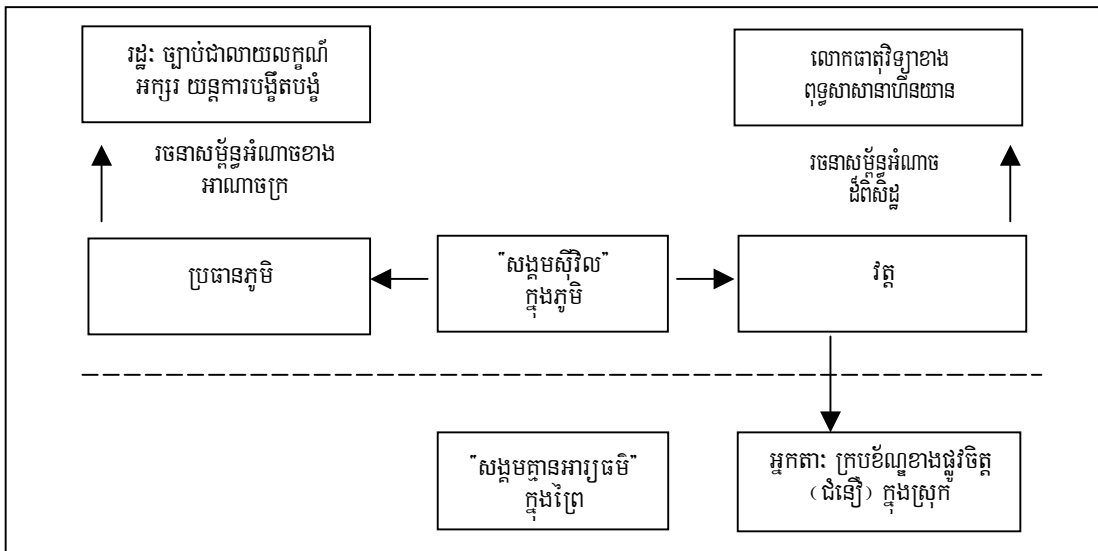 រដ្ឋៈ ច្បាប់ជាលាយលក្ខណ៍
អក្សរ យន្តការបង្ខិតបង្ខំ
លោកធាតុវិទ្យាខាង
ពុទ្ធសាសនាហីនយាន
រចនាសម្ព័ន្ធអំណាចខាង
អាណាចក្រ
រចនាសម្ព័ន្ធអំណាច
ដ៏ពិសិដ្ឋ
ប្រធានភូមិ
"សង្គមស៊ីវិល"
ក្នុងភូមិ
វត្ត
"សង្គមគ្មានអារ្យធម៌"
ក្នុងព្រៃ
អ្នកតាៈ ក្របខ័ណ្ឌខាងផ្លូវចិត្ត
(ជំនឿ) ក្នុងស្រុក